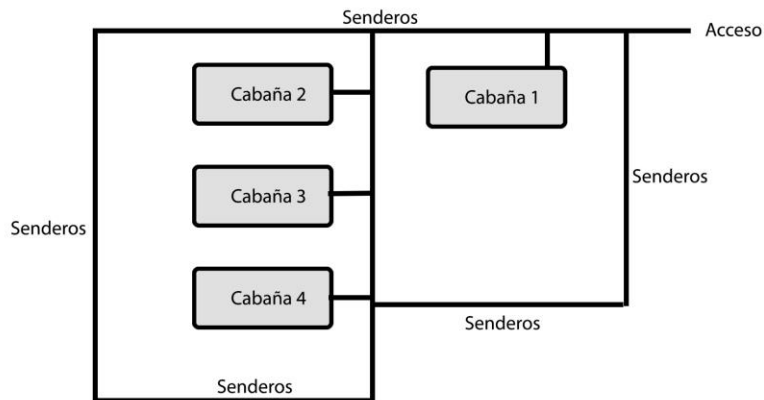 Senderos
Acceso
Cabaña 2
Cabaña 1
Senderos
Cabaña 3
Senderos
Cabaña 4
Senderos
Senderos